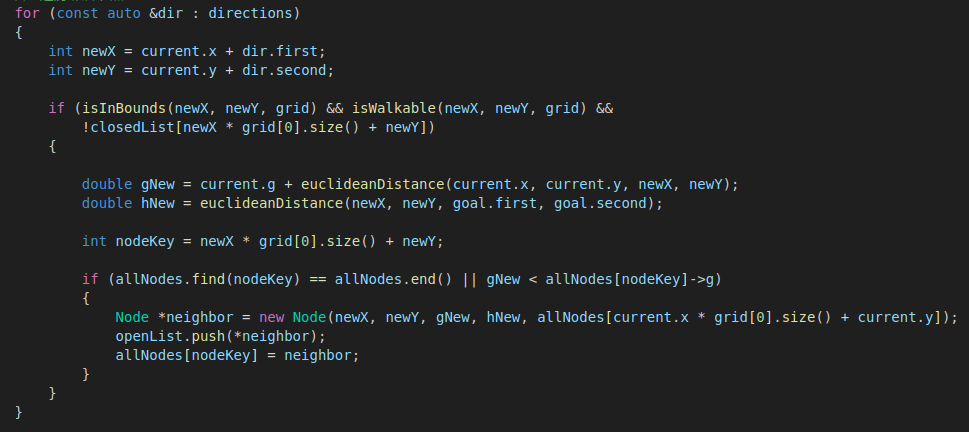 for (const auto &dir : directions)
{
    int newX = current.x + dir.first;
    int newY = current.y + dir.second;

    if (isInBounds(newX, newY, grid) && isWalkable(newX, newY, grid) &&
        !closedList[newX * grid[0].size() + newY])
    {

        double gNew = current.g + euclideanDistance(current.x, current.y, newX, newY);
        double hNew = euclideanDistance(newX, newY, goal.first, goal.second);

        int nodeKey = newX * grid[0].size() + newY;

        if (allNodes.find(nodeKey) == allNodes.end() || gNew < allNodes[nodeKey]->g)
        {
            Node *neighbor = new Node(newX, newY, gNew, hNew, allNodes[current.x * grid[0].size() + current.y]);
            openList.push(*neighbor);
            allNodes[nodeKey] = neighbor;
        }
    }
}